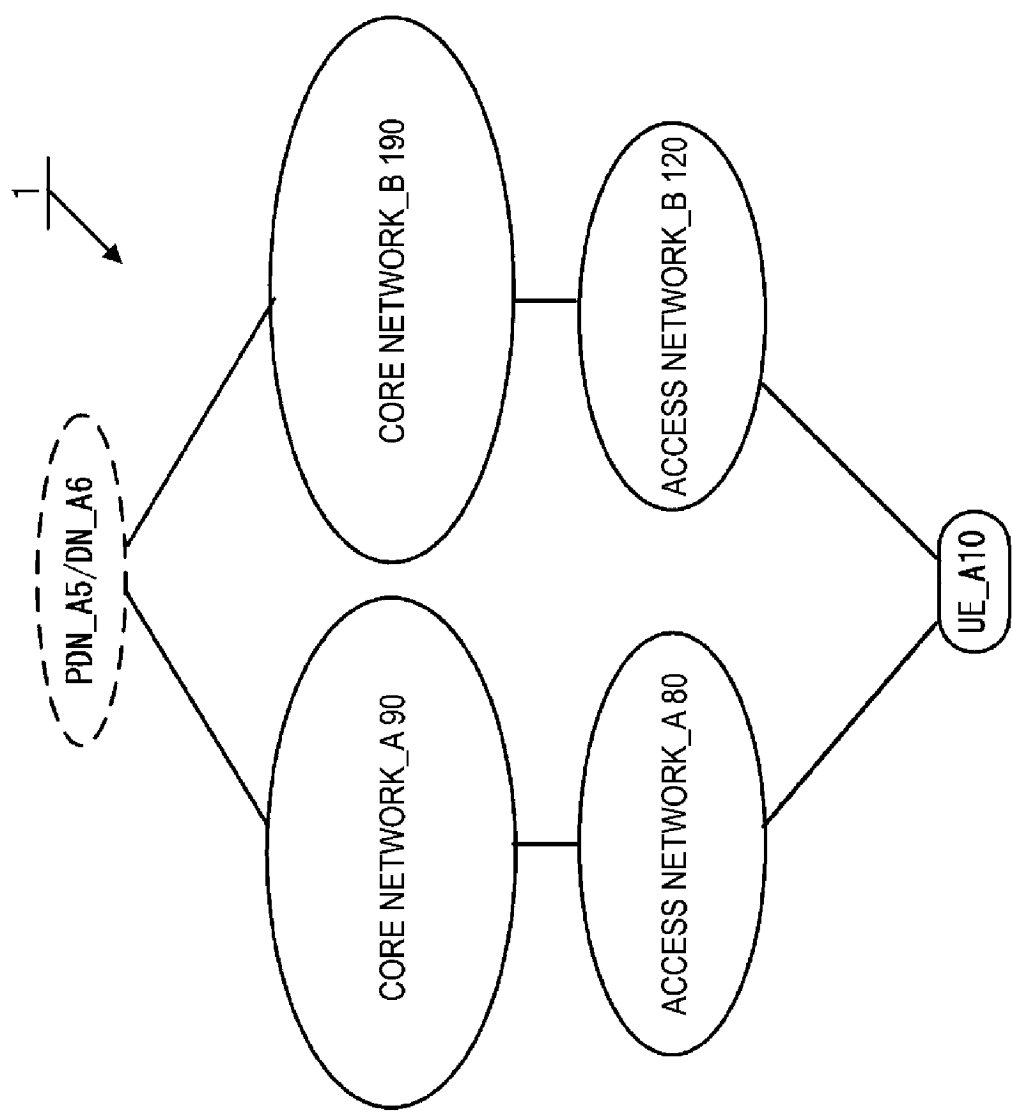 1
PDN_A5/DN_A6
CORE NETWORK_A 90
CORE NETWORK_B 190
ACCESS NETWORK_A 80
ACCESS NETWORK_B 120
UE_A10